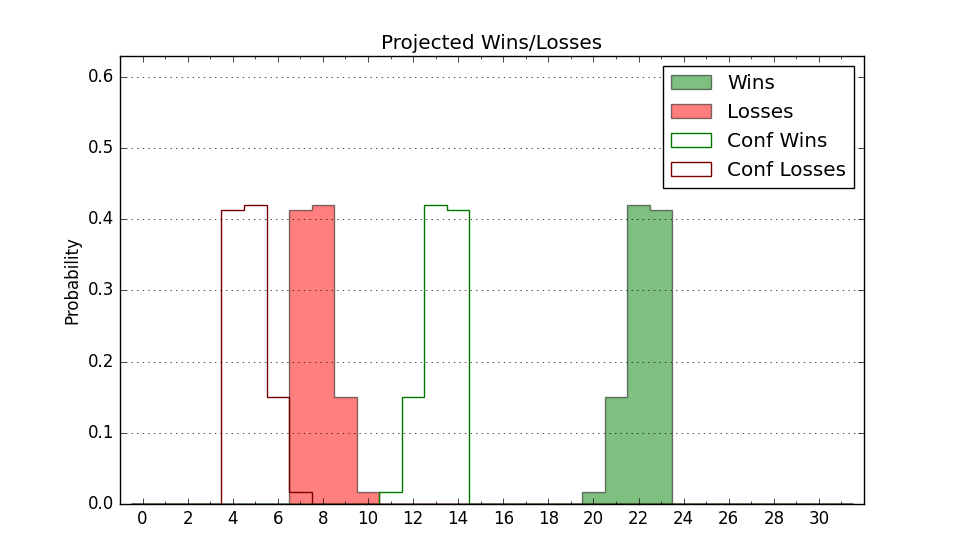 Projected Wins/Losses
0.6
0.5
0.4
0.3
0.2
0.1
0.0
Probability
Wins
Losses
Conf Wins
Conf Losses
0 2 4 6 8 10 12 14 16 18 20 22 24 26 28 30